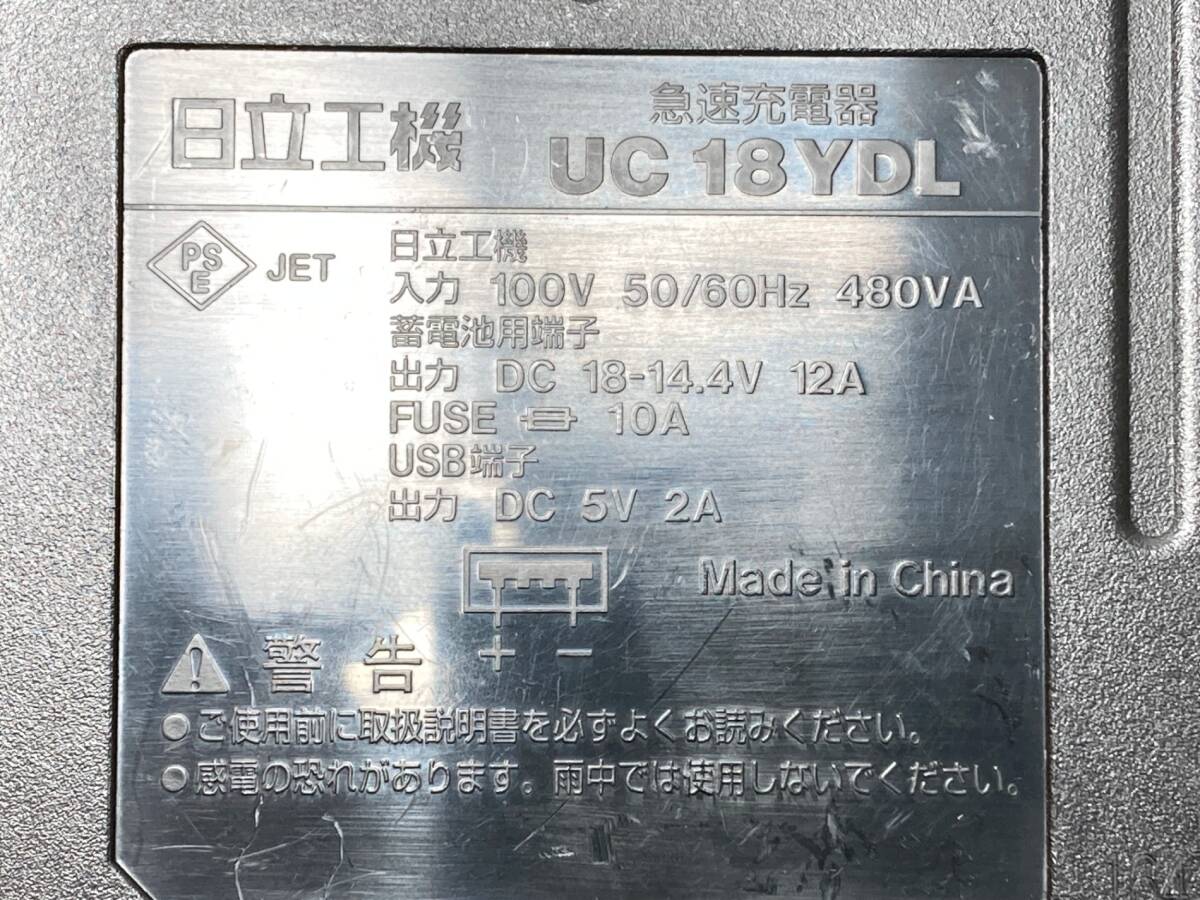 日立工機
急速充電器
UC 18YDL
PSE JET
日立工機
入力 100V 50/60Hz 480VA
蓄電池用端子
出力 DC 18-14.4V 12A
FUSE 10A
USB端子
出力 DC 5V 2A
Made in China
+ −
警告
●ご使用前に取扱説明書を必ずよくお読みください。
●感電の恐れがあります。雨中では使用しないでください。